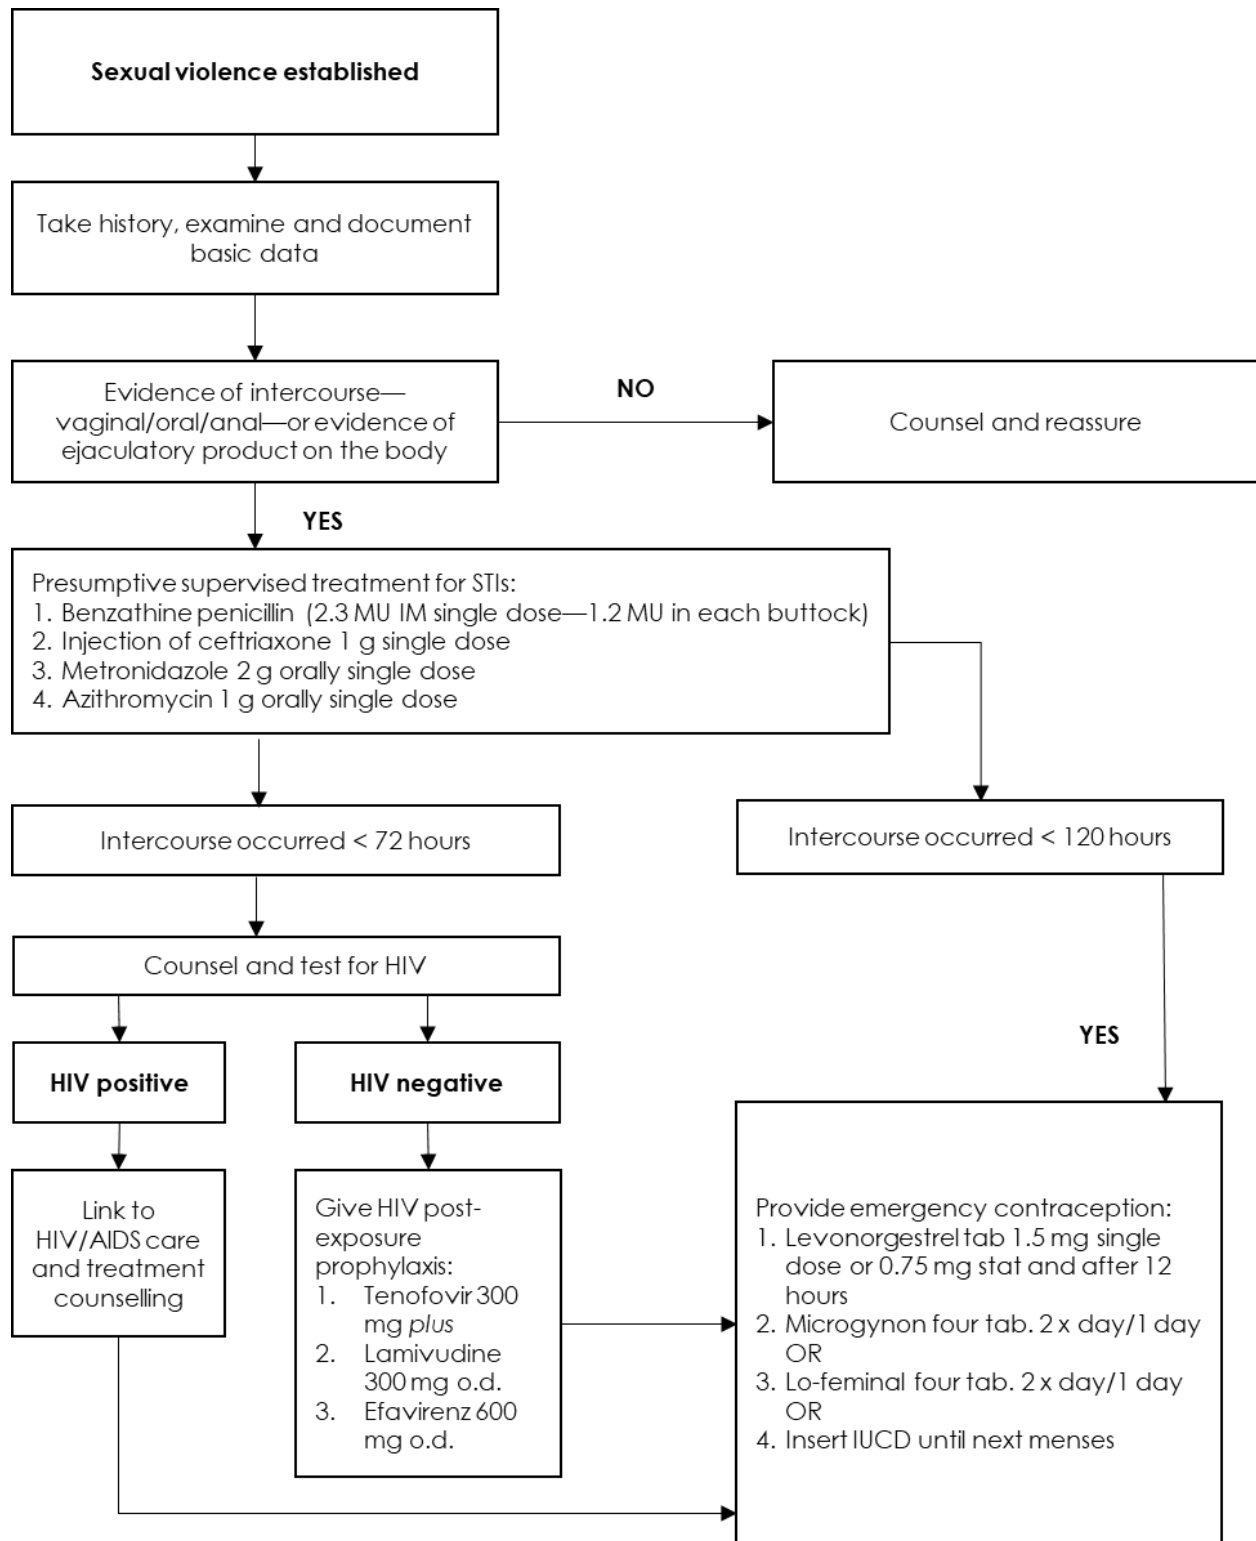 Sexual violence established
Take history, examine and document
basic data
Evidence of intercourse—
vaginal/oral/anal—or evidence of
ejaculatory product on the body
NO
Counsel and reassure
YES
Presumptive supervised treatment for STIs:
1. Benzathine penicillin (2.3 MU IM single dose—1.2 MU in each buttock)
2. Injection of ceftriaxone 1 g single dose
3. Metronidazole 2 g orally single dose
4. Azithromycin 1 g orally single dose
Intercourse occurred < 72 hours
Intercourse occurred < 120 hours
Counsel and test for HIV
YES
HIV positive
HIV negative
Link to
HIV/AIDS care
and treatment
counselling
Give HIV post-
exposure
prophylaxis:
1. Tenofovir 300
mg plus
2. Lamivudine
300 mg o.d.
3. Efavirenz 600
mg o.d.
Provide emergency contraception:
1. Levonorgestrel tab 1.5 mg single
dose or 0.75 mg stat and after 12
hours
2. Microgynon four tab. 2 x day/1 day
OR
3. Lo-feminal four tab. 2 x day/1 day
OR
4. Insert IUCD until next menses